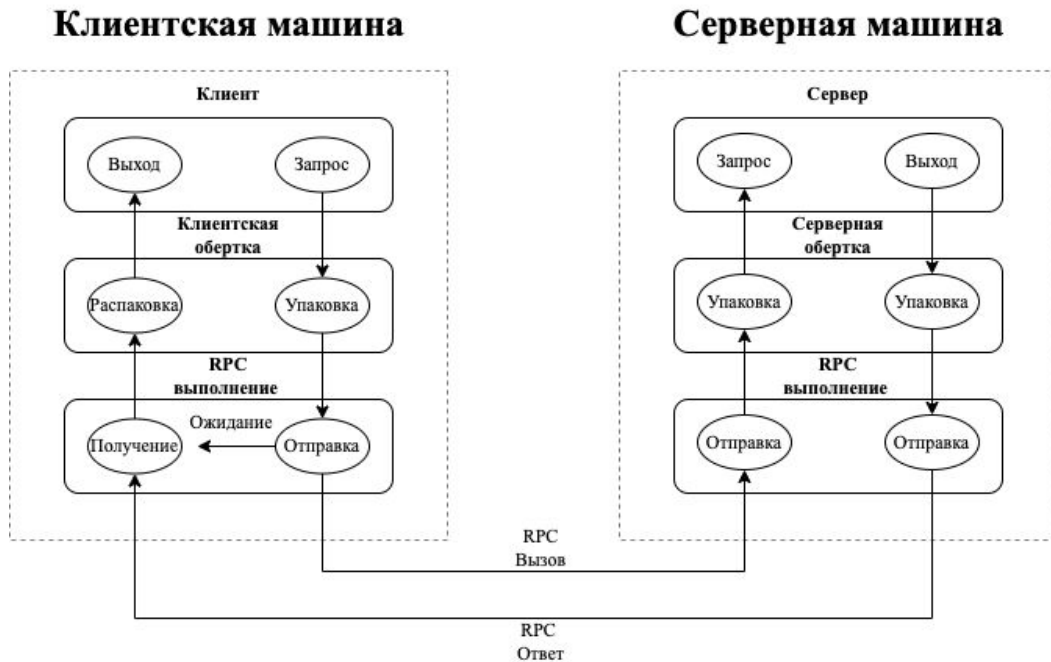 Клиентская машина
Серверная машина
Клиент
Выход
Запрос
Клиентская
обертка
Распаковка
Упаковка
RPC
выполнение
Получение
Ожидание
Отправка
Сервер
Запрос
Выход
Серверная
обертка
Упаковка
Упаковка
RPC
выполнение
Отправка
Отправка
RPC
Вызов
RPC
Ответ